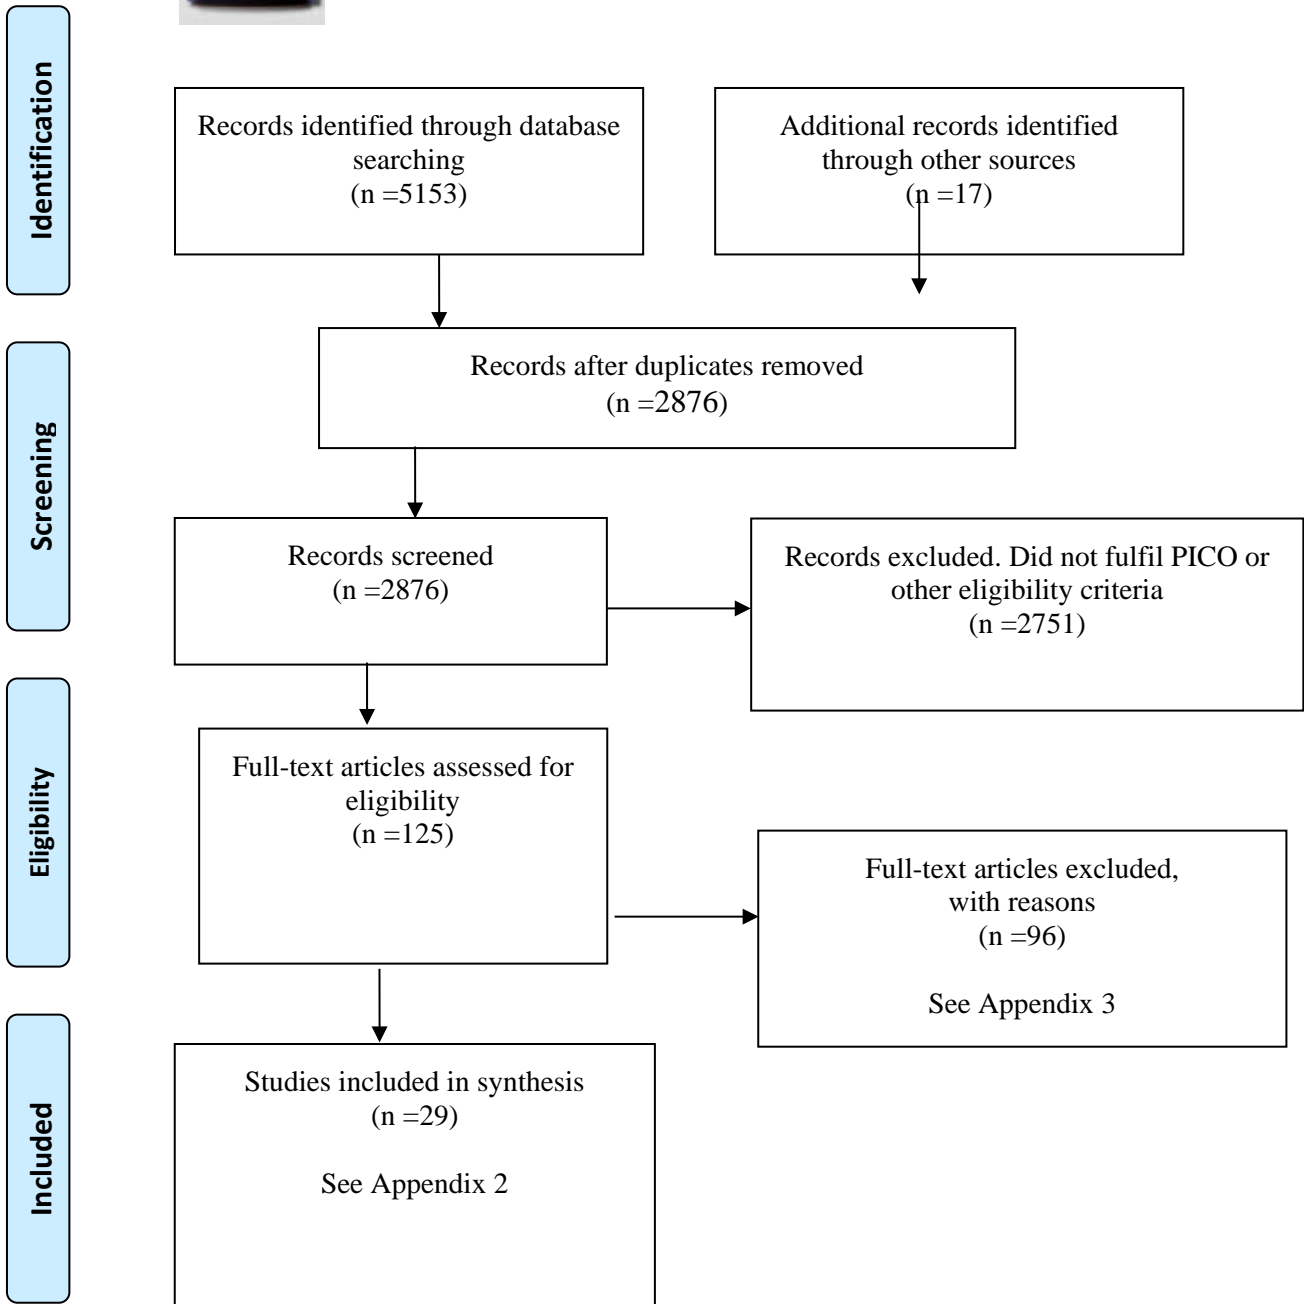 Identification
Records identified through database
searching
(n =5153)
Additional records identified
through other sources
(n =17)
Records after duplicates removed
(n =2876)
Screening
Records screened
(n =2876)
Records excluded. Did not fulfil PICO or
other eligibility criteria
(n =2751)
Eligibility
Full-text articles assessed for
eligibility
(n =125)
Full-text articles excluded,
with reasons
(n =96)
See Appendix 3
Included
Studies included in synthesis
(n =29)
See Appendix 2